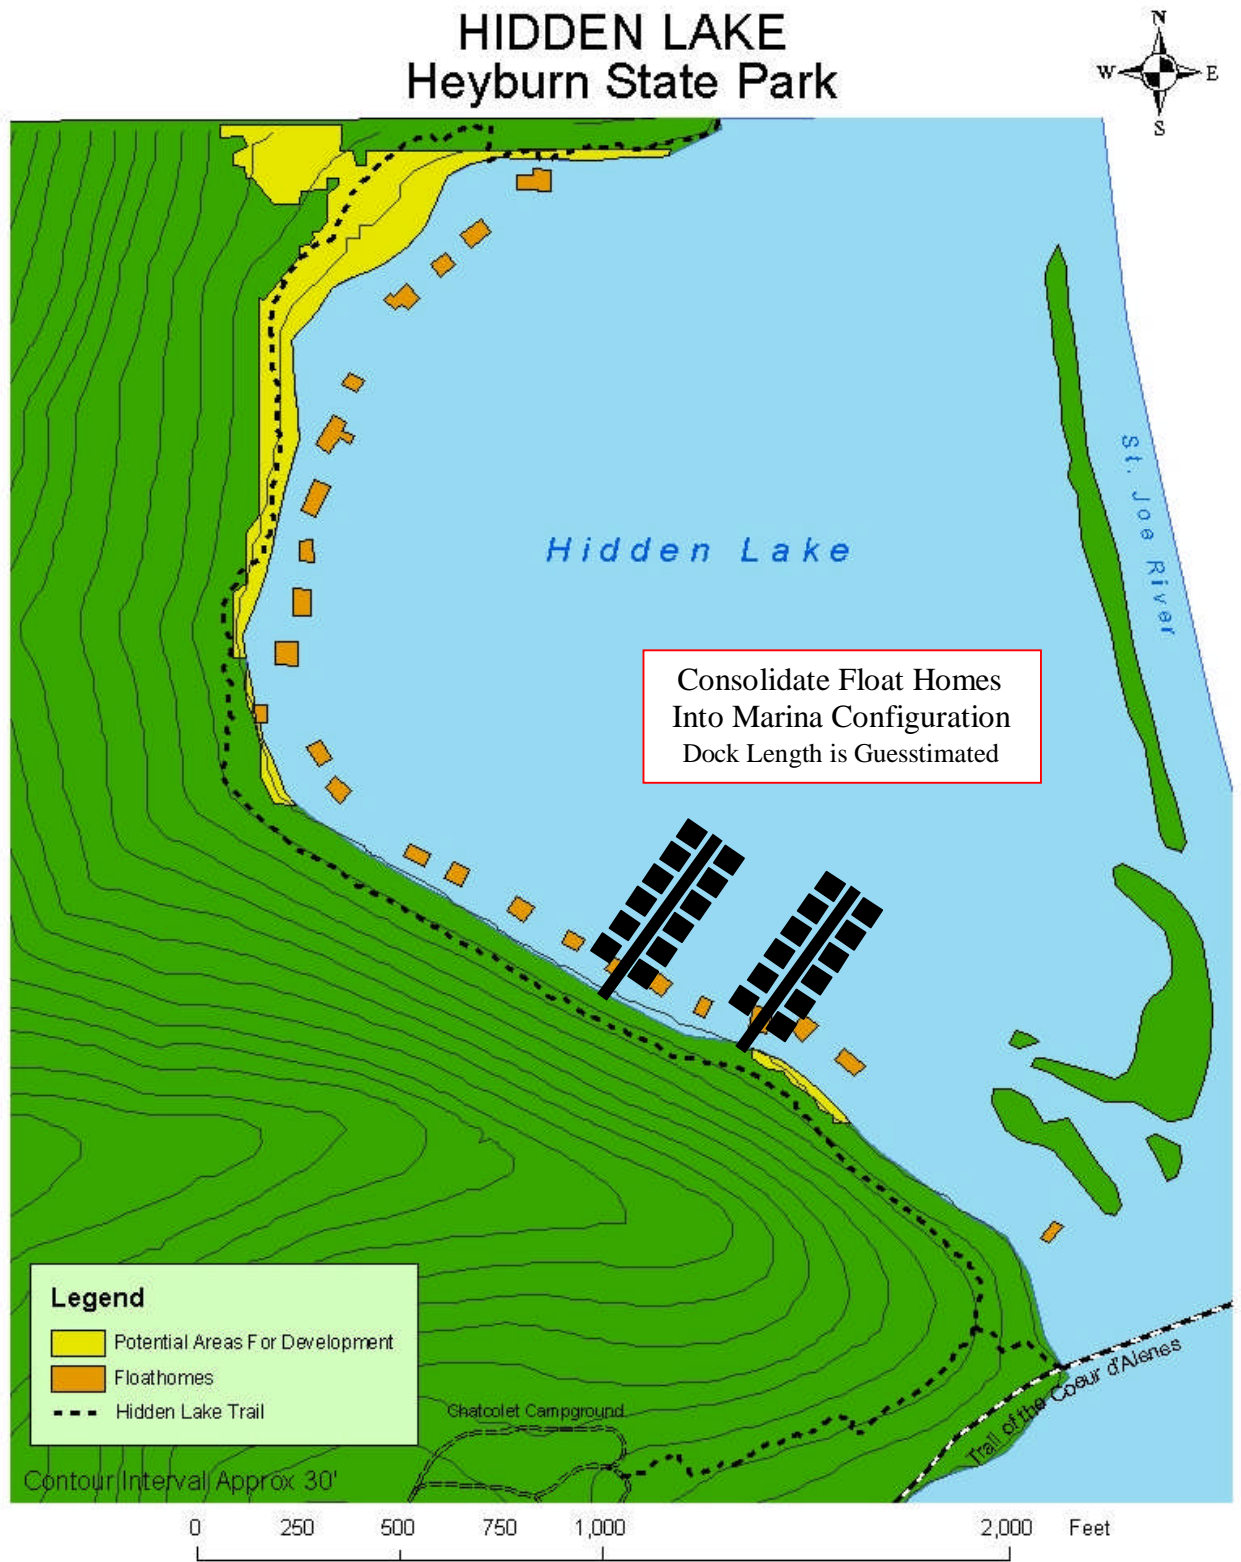 HIDDEN LAKE
Heyburn State Park
N
W E
S
St. Joe River
Hidden Lake
Consolidate Float Homes
Into Marina Configuration
Dock Length is Guesstimated
Legend
Potential Areas For Development
Floathomes
Hidden Lake Trail
Chatcolet Campground
Trail of the Coeur d'Alenes
Contour Interval Approx 30'
0 250 500 750 1,000 2,000 Feet